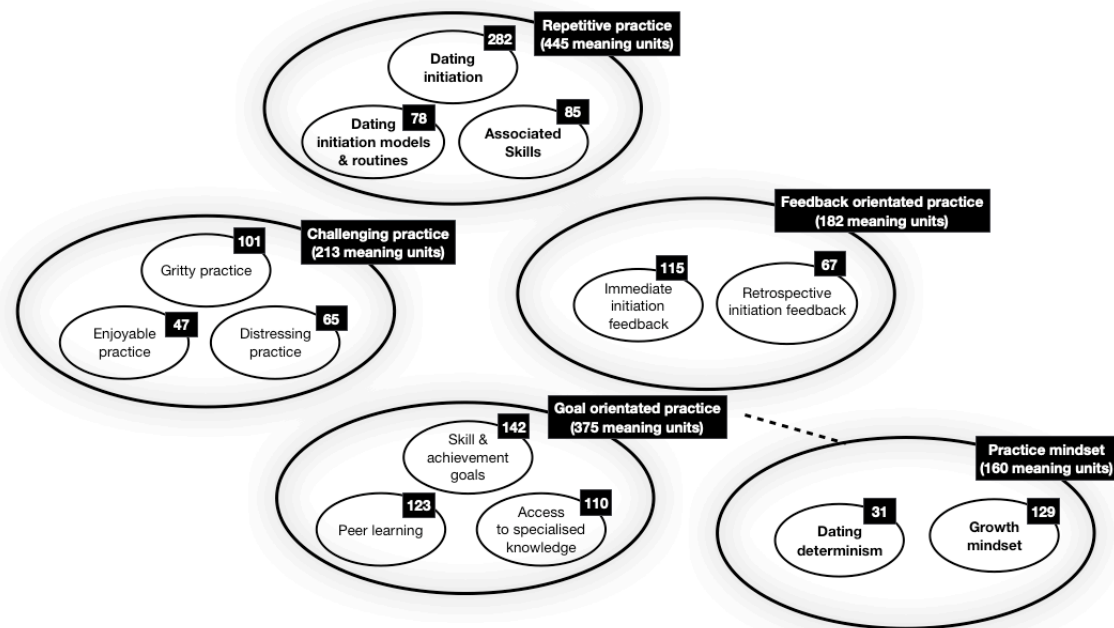 Repetitive practice
(445 meaning units)
282
Dating
initiation
78
Dating
initiation models
& routines
85
Associated
Skills
Feedback orientated practice
(182 meaning units)
115
Immediate
initiation
feedback
67
Retrospective
initiation feedback
Challenging practice
(213 meaning units)
101
Gritty practice
47
Enjoyable
practice
65
Distressing
practice
Goal orientated practice
(375 meaning units)
142
Skill &
achievement
goals
123
Peer learning
110
Access
to specialised
knowledge
Practice mindset
(160 meaning units)
31
Dating
determinism
129
Growth
mindset